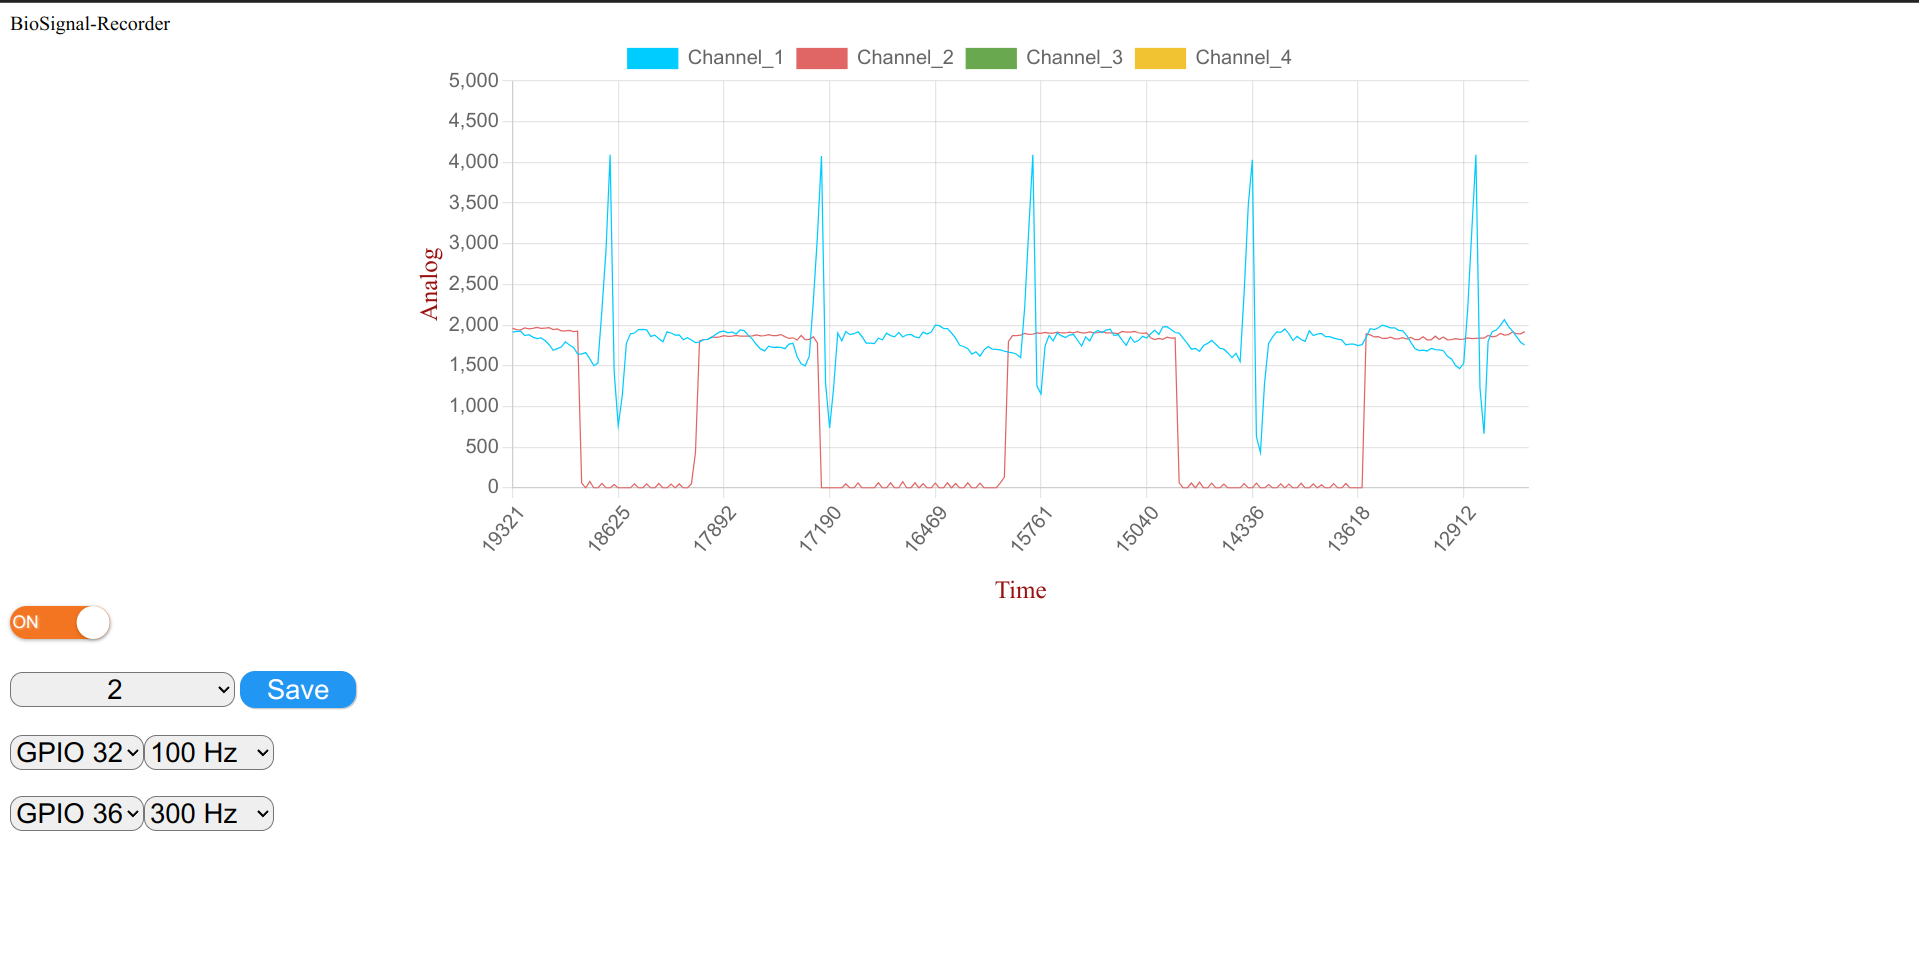 BioSignal-Recorder
Channel_1 Channel_2 Channel_3 Channel_4
5,000
4,500
4,000
3,500
3,000
2,500
2,000
1,500
1,000
500
0
Analog
19321 18625 17892 17190 16469 15761 15040 14336 13618 12912
Time
ON
2 Save
GPIO 32 100 Hz
GPIO 36 300 Hz